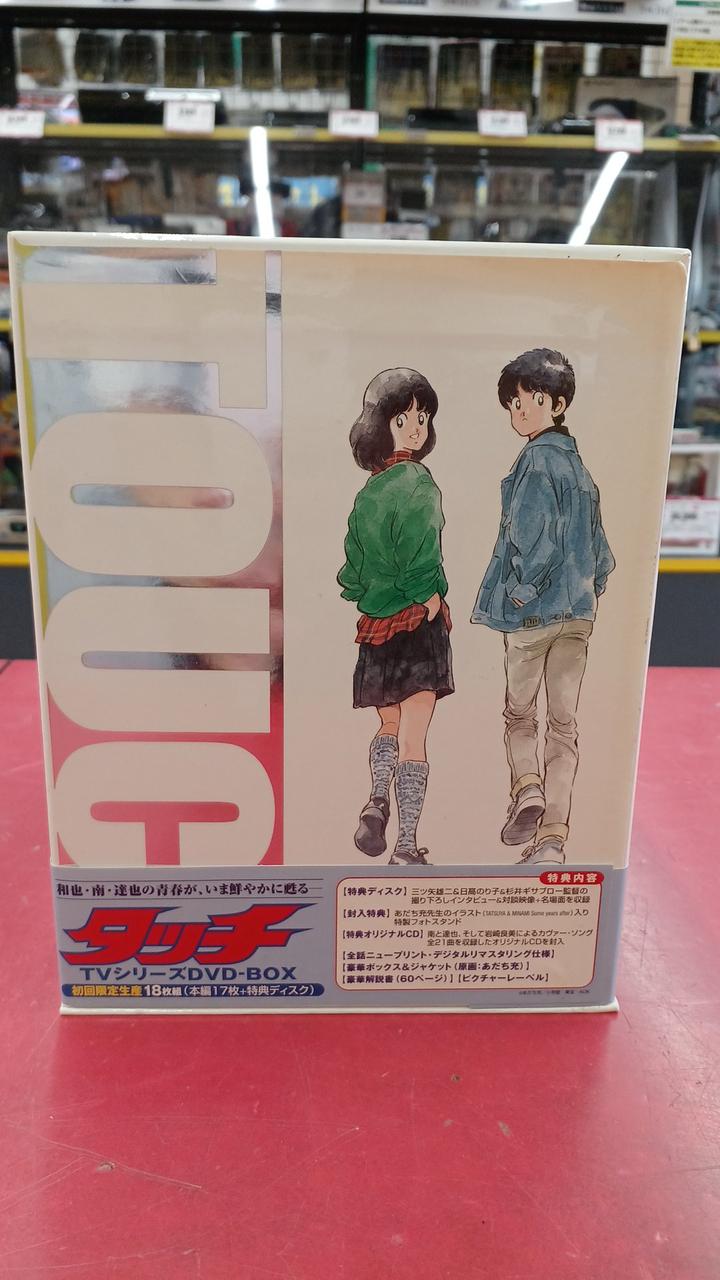 TOUC
和也・南・達也の青春が、いま鮮やかに甦る
タッチ
TVシリーズDVD-BOX
初回限定生産18枚組(本編17枚+特典ディスク)
特典内容
【特典ディスク】三ツ矢雄二&日髙のり子&杉井ギサブロー監督の
撮り下ろしインタビュー&対談映像+名場面を収録
【封入特典】あだち充先生のイラスト(TATSUYA & MINAMI Some years after)入り
特製フォトスタンド
【特典オリジナルCD】南と達也、そして岩崎良美によるカヴァー・ソング
全21曲を収録したオリジナルCDを封入
【全話ニュープリント・デジタルリマスタリング仕様】
【豪華ボックス&ジャケット(原画:あだち充)】
【豪華解説書(60ページ)】【ピクチャーレーベル】